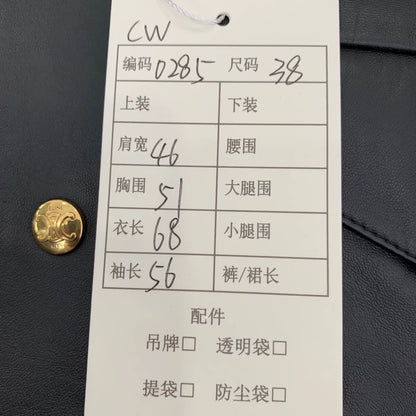 CW
编码 0285 尺码 38
上装 下装
肩宽 46 腰围
胸围 51 大腿围
衣长 68 小腿围
袖长 56 裤/裙长
配件
吊牌□ 透明袋□
提袋□ 防尘袋□